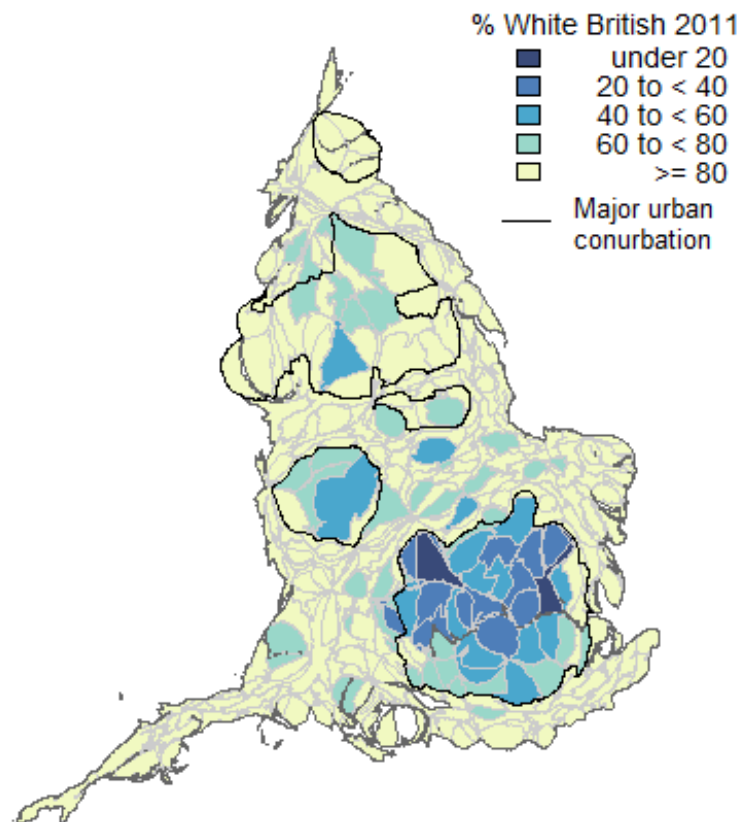 % White British 2011
under 20
20 to < 40
40 to < 60
60 to < 80
>= 80
Major urban
conurbation